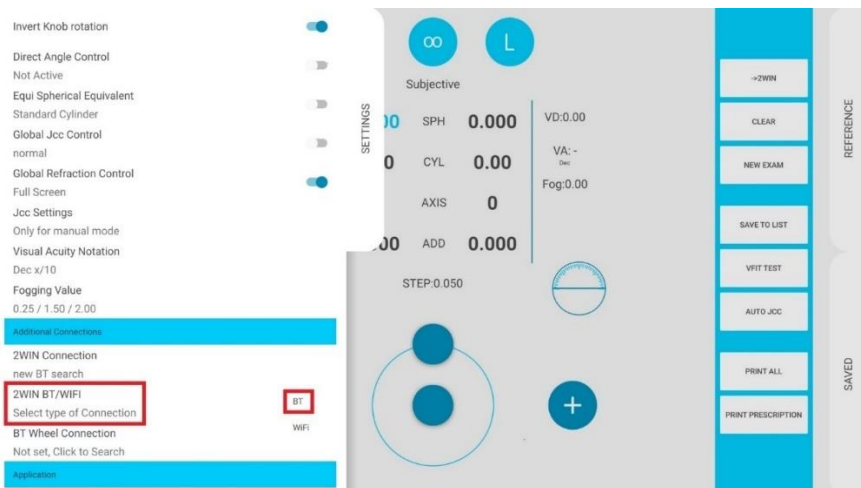 Invert Knob rotation
Direct Angle Control
Not Active
Equi Spherical Equivalent
Standard Cylinder
Global Jcc Control
normal
Global Refraction Control
Full Screen
Jcc Settings
Only for manual mode
Visual Acuity Notation
Dec x/10
Fogging Value
0.25 / 1.50 / 2.00
Additional Connections
2WIN Connection
new BT search
2WIN BT/WIFI
BT
Select type of Connection
WiFi
BT Wheel Connection
Not set, Click to Search
Application
SETTINGS
∞
L
Subjective
00 SPH 0.000
0 CYL 0.00
AXIS 0
00 ADD 0.000
STEP:0.050
VD:0.00
VA: -
Dec
Fog:0.00
+
->2WIN
CLEAR
NEW EXAM
SAVE TO LIST
VFIT TEST
AUTO JCC
PRINT ALL
PRINT PRESCRIPTION
REFERENCE
SAVED